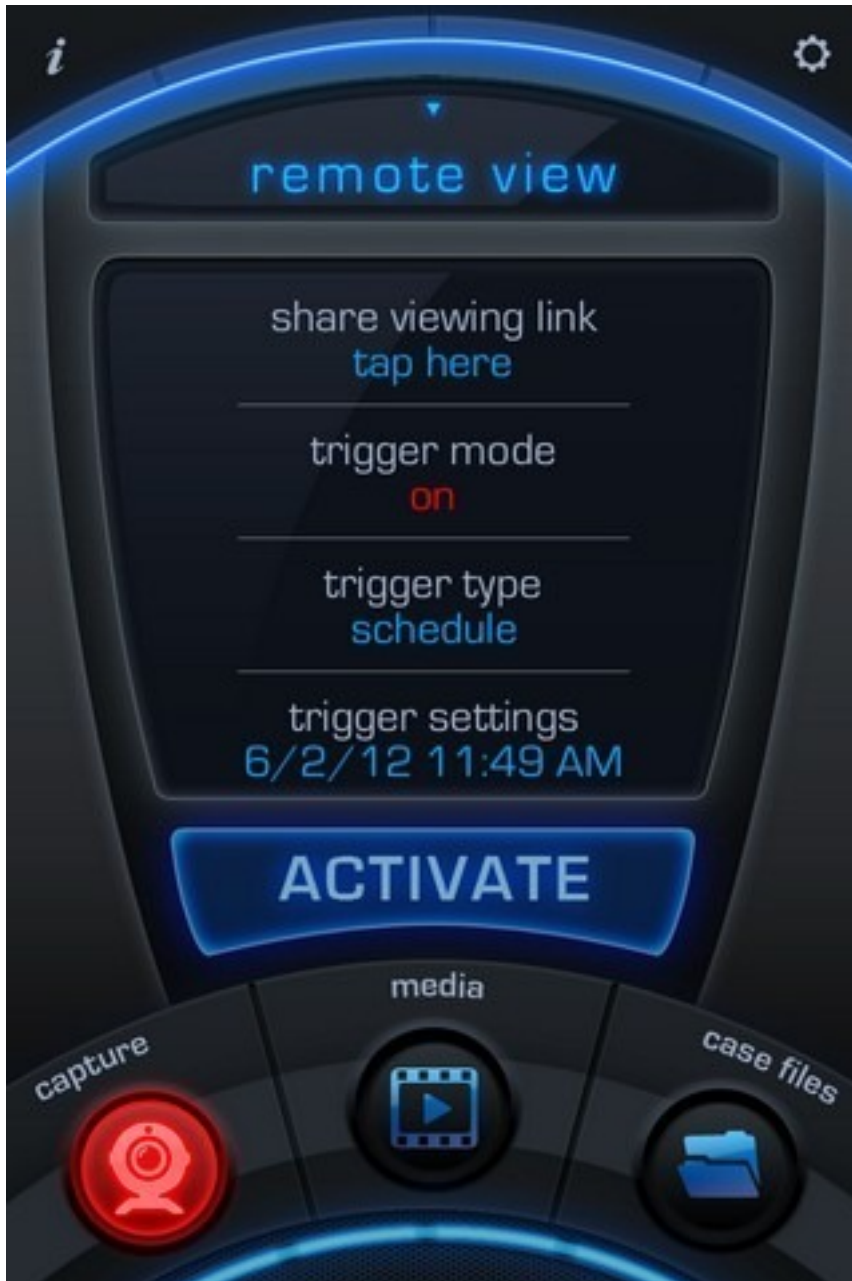 i
remote view
share viewing link
tap here
trigger mode
on
trigger type
schedule
trigger settings
6/2/12 11:49 AM
ACTIVATE
capture
media
case files